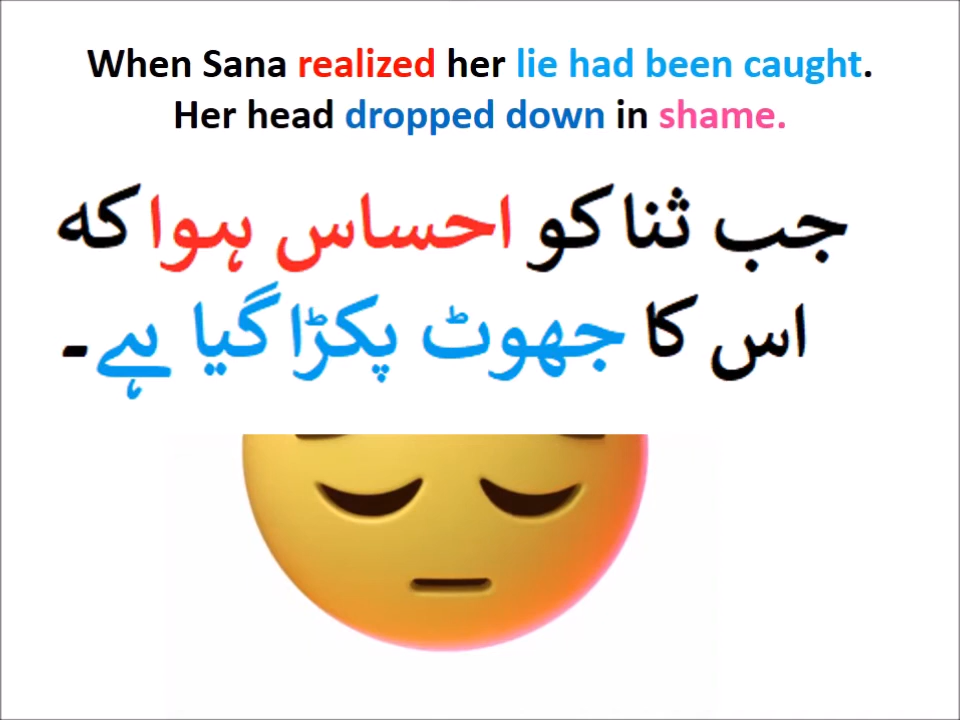 When Sana realized her lie had been caught.
Her head dropped down in shame.
جب ثنا کو احساس ہوا کہ
اس کا جھوٹ پکڑا گیا ہے۔